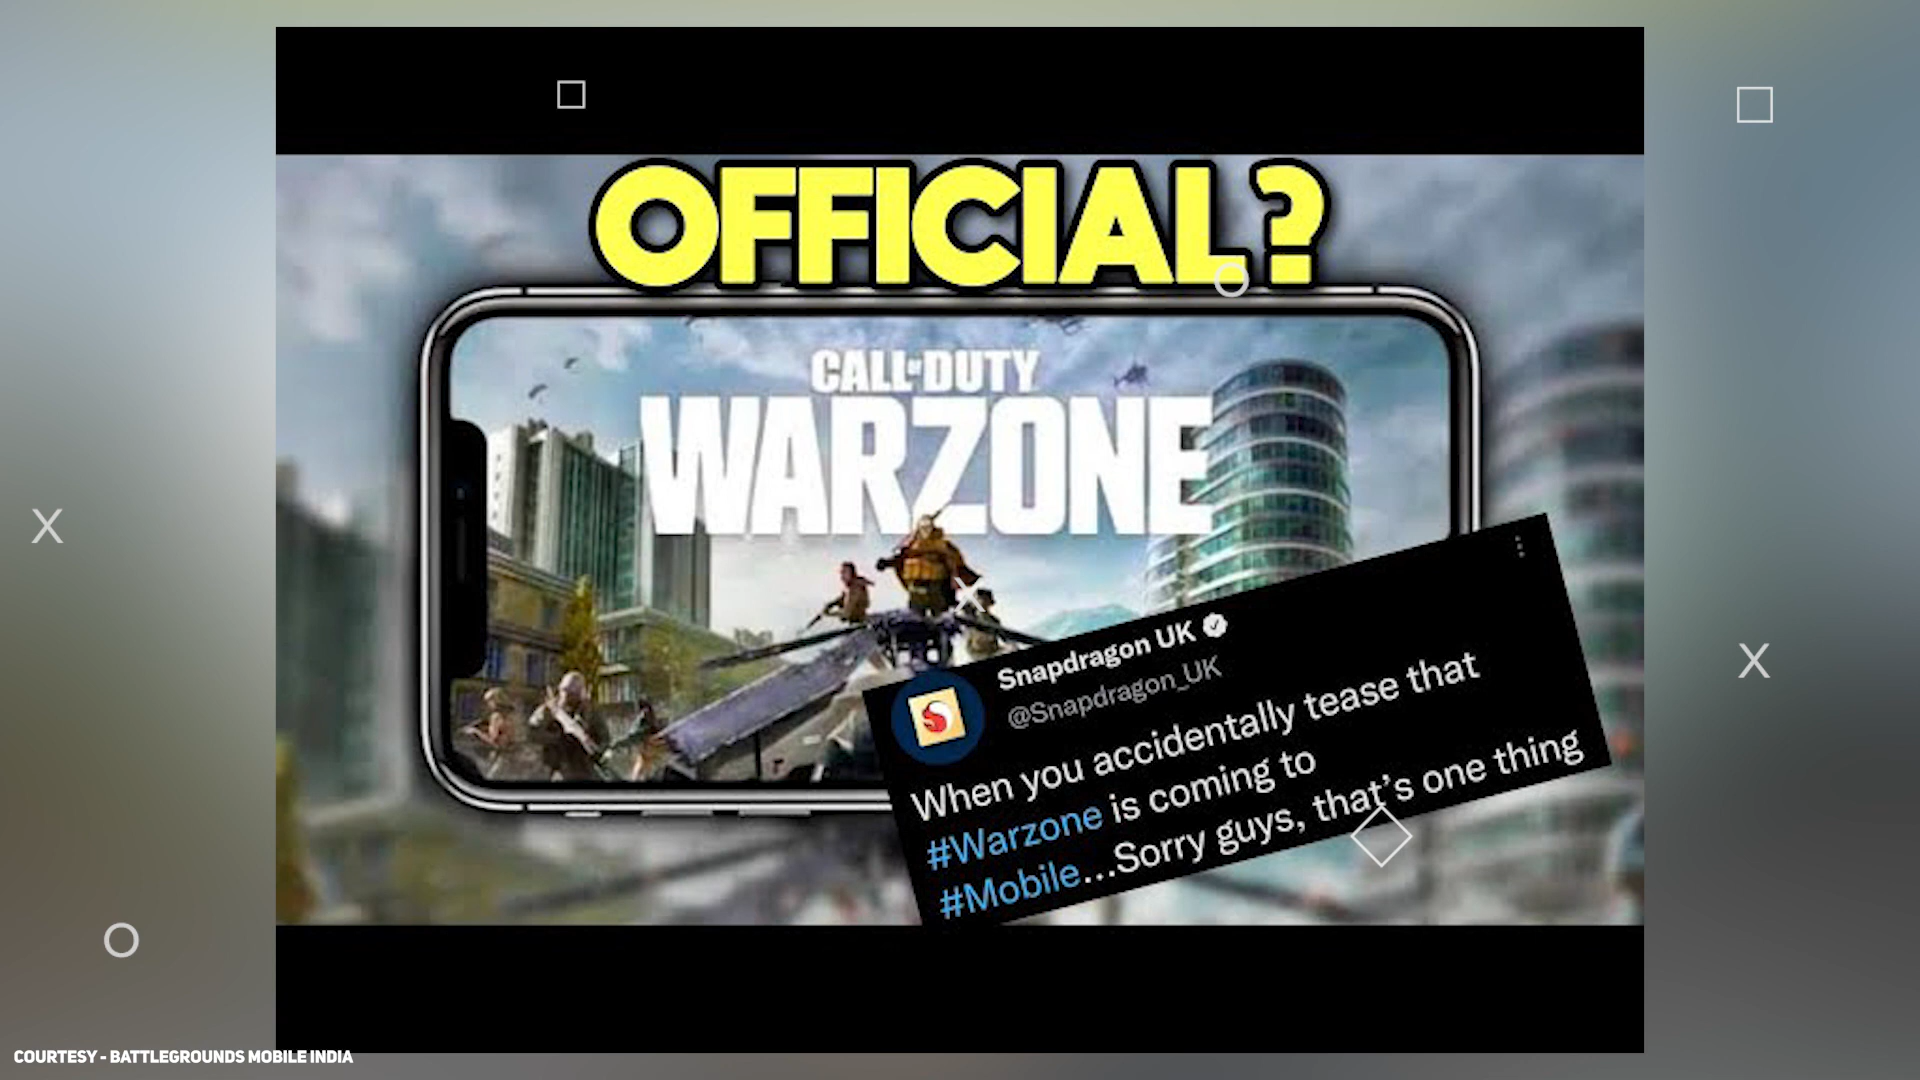 OFFICIAL?
CALL OF DUTY
WARZONE
Snapdragon UK
@Snapdragon_UK
When you accidentally tease that
#Warzone is coming to
#Mobile...Sorry guys, that's one thing
COURTESY - BATTLEGROUNDS MOBILE INDIA